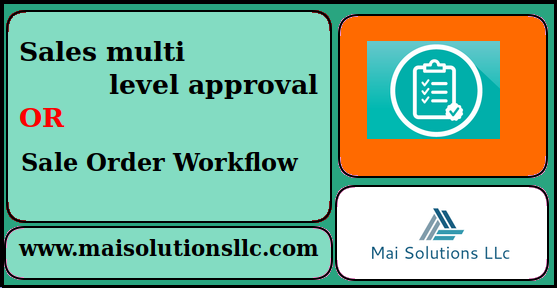 Sales multi
level approval
OR
Sale Order Workflow
www.maisolutionsllc.com
Mai Solutions LLc